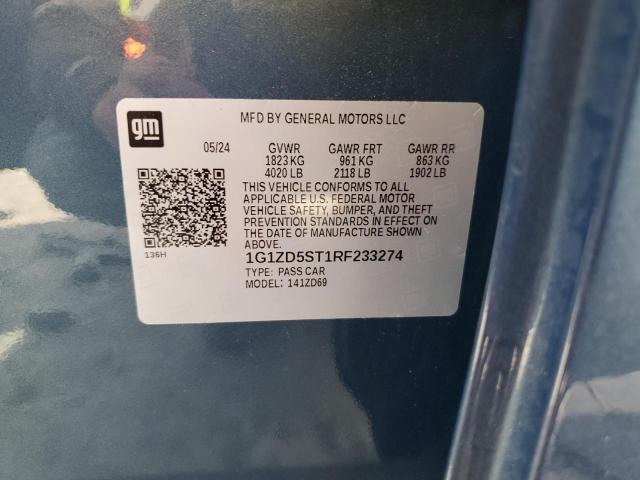 gm
MFD BY GENERAL MOTORS LLC
05/24 GVWR GAWR FRT GAWR RR
1823 KG 961 KG 863 KG
4020 LB 2118 LB 1902 LB
THIS VEHICLE CONFORMS TO ALL
APPLICABLE U.S. FEDERAL MOTOR
VEHICLE SAFETY, BUMPER, AND THEFT
PREVENTION STANDARDS IN EFFECT ON
THE DATE OF MANUFACTURE SHOWN
ABOVE.
136H
1G1ZD5ST1RF233274
TYPE: PASS CAR
MODEL: 141ZD69